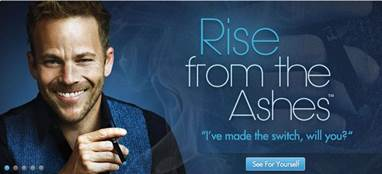 Rise
from the
Ashes™
"I've made the switch, will you?"
See For Yourself